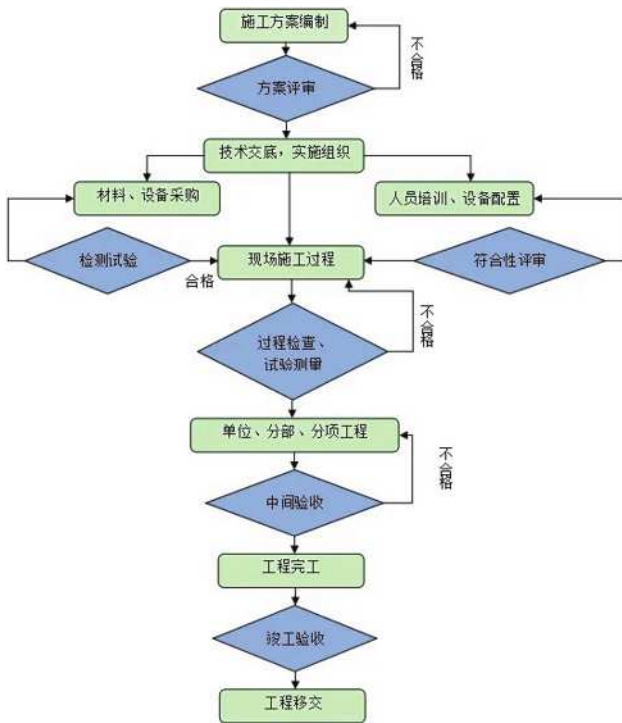 施工方案编制
不合格
方案评审
技术交底，实施组织
材料、设备采购
人员培训、设备配置
检测试验
合格
现场施工过程
符合性评审
不合格
过程检查、
试验测量
单位、分部、分项工程
不合格
中间验收
工程完工
竣工验收
工程移交